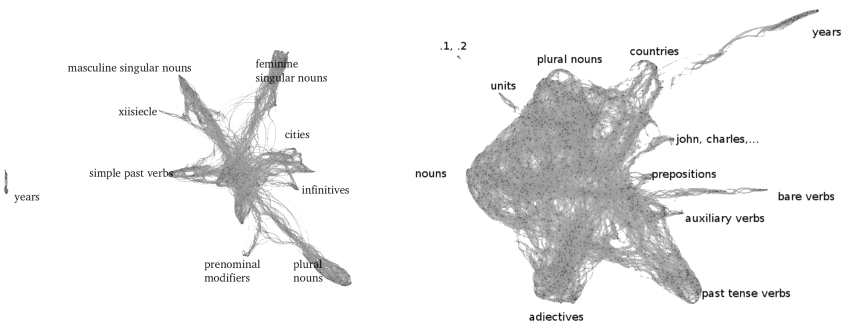 masculine singular nouns
feminine
singular nouns
xiisiecle
cities
simple past verbs
infinitives
years
prenominal
modifiers
plural
nouns
.1, .2
years
countries
plural nouns
units
john, charles,...
nouns
prepositions
bare verbs
auxiliary verbs
past tense verbs
adjectives